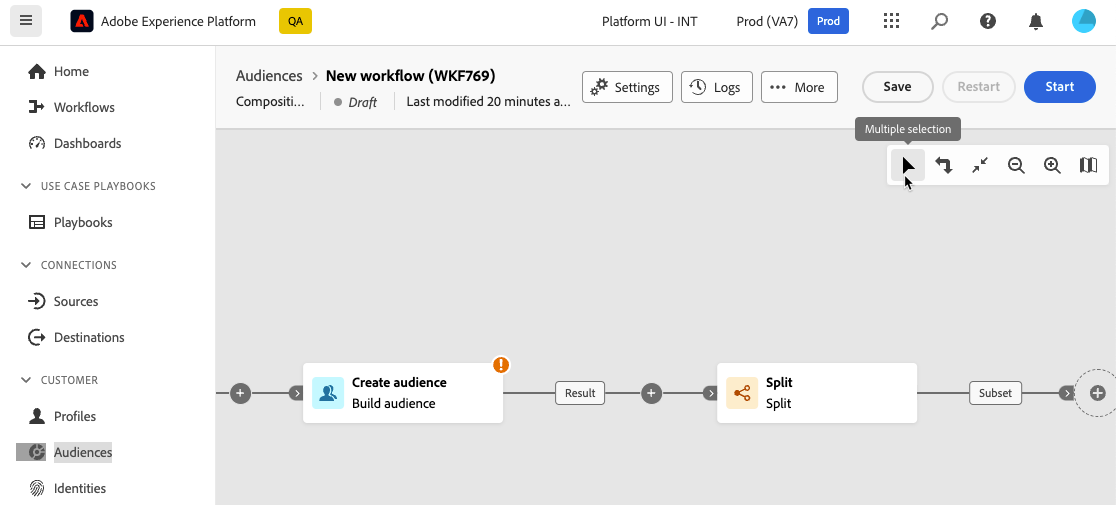 Adobe Experience Platform
QA
Platform UI - INT
Prod (VA7)
Prod
Home
Workflows
Dashboards
USE CASE PLAYBOOKS
Playbooks
CONNECTIONS
Sources
Destinations
CUSTOMER
Profiles
Audiences
Identities
Audiences > New workflow (WKF769)
Compositi...
Draft
Last modified 20 minutes a...
Settings
Logs
More
Save
Restart
Start
Multiple selection
Create audience
Build audience
Result
Split
Split
Subset